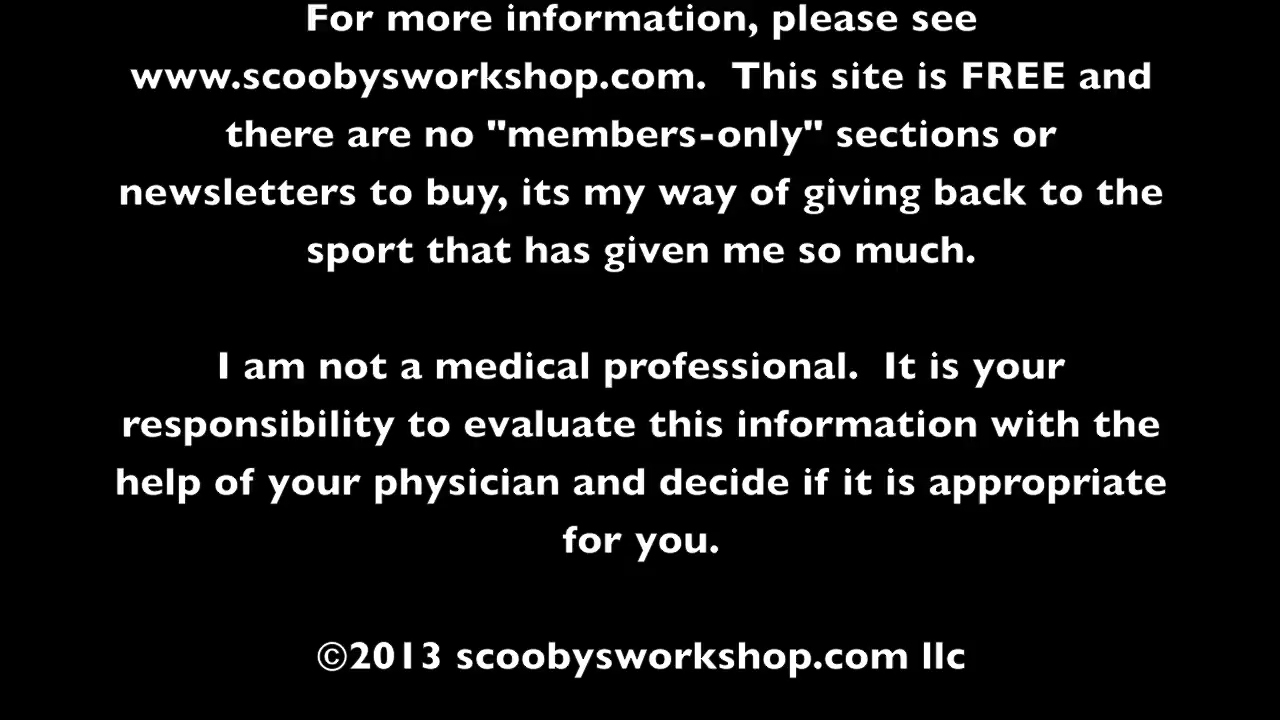 For more information, please see
www.scoobysworkshop.com.  This site is FREE and
there are no "members-only" sections or
newsletters to buy, its my way of giving back to the
sport that has given me so much.
I am not a medical professional.  It is your
responsibility to evaluate this information with the
help of your physician and decide if it is appropriate
for you.
©2013 scoobysworkshop.com llc